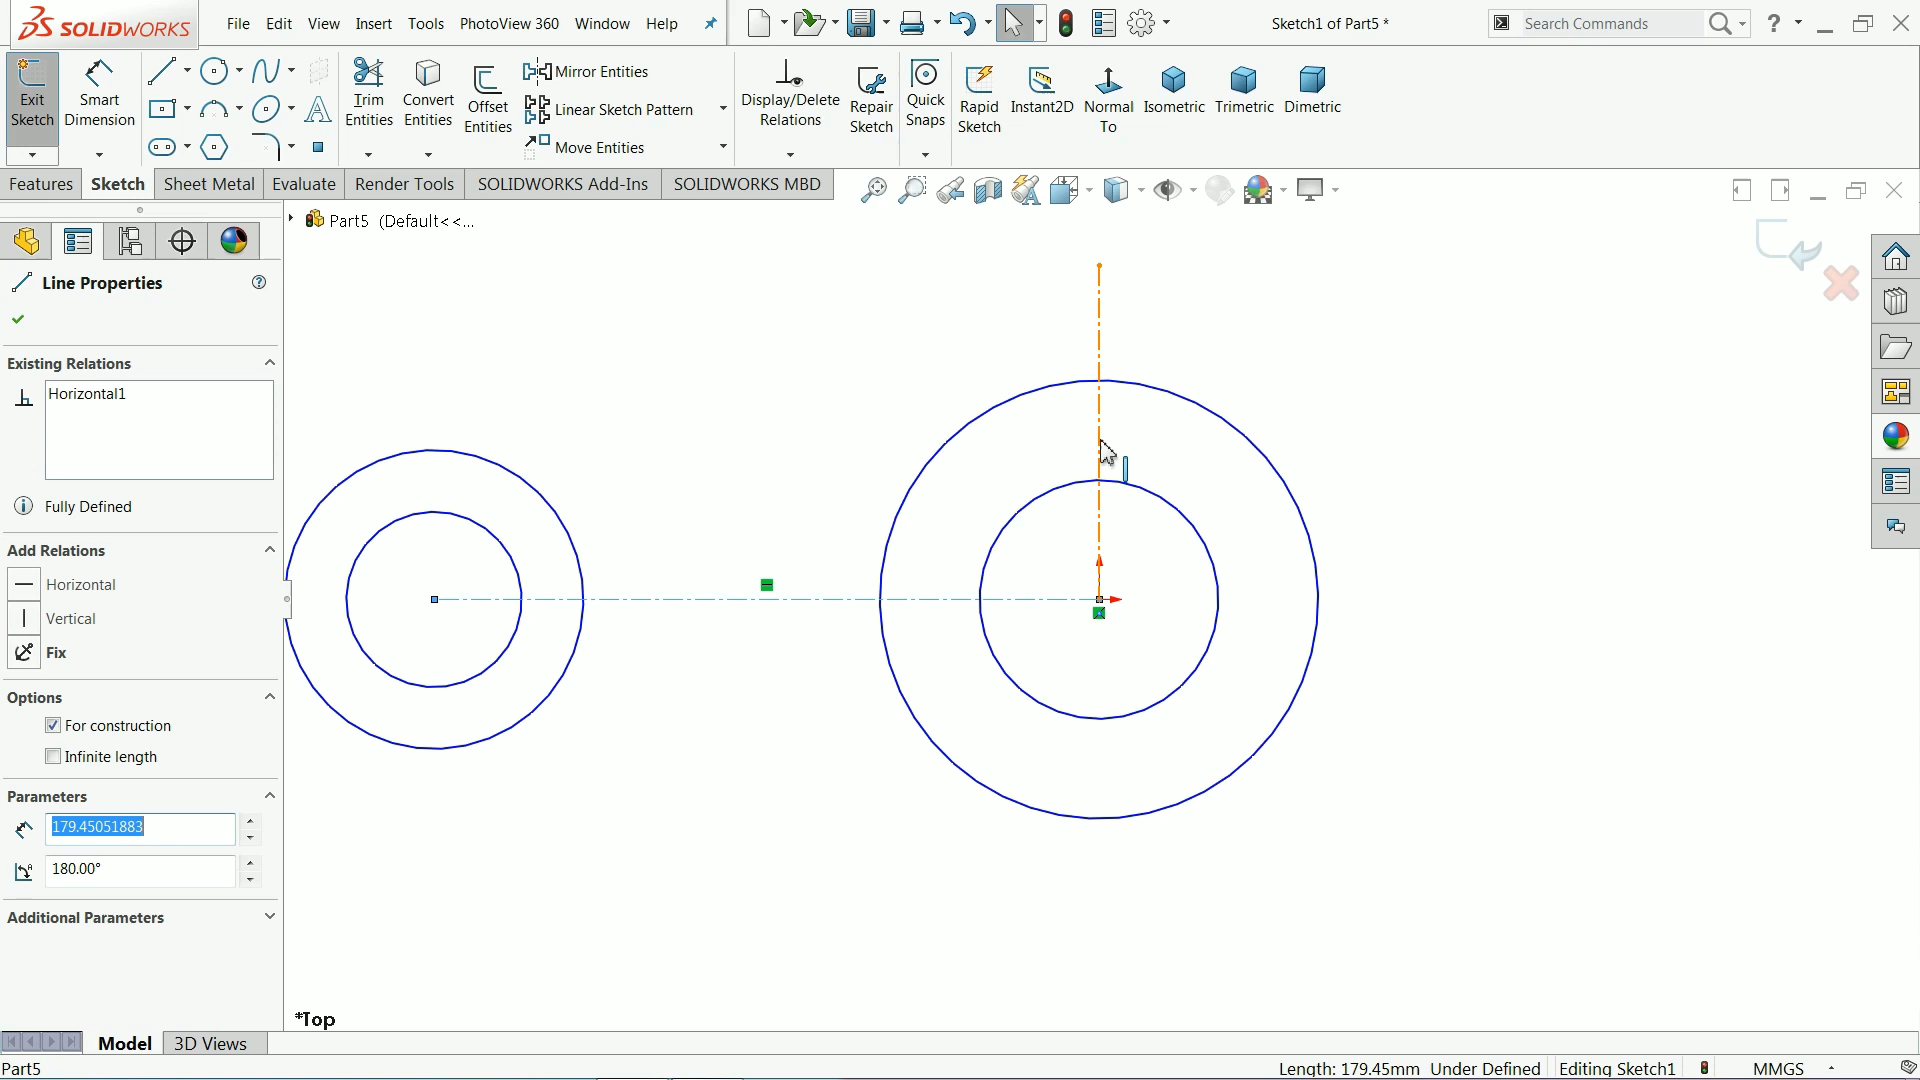 SOLIDWORKS
File Edit View Insert Tools PhotoView 360 Window Help
Sketch1 of Part5 *
Search Commands
?
Exit Sketch
Smart Dimension
Trim Entities
Convert Entities
Offset Entities
Mirror Entities
Linear Sketch Pattern
Move Entities
Display/Delete Relations
Repair Sketch
Quick Snaps
Rapid Sketch
Instant2D
Normal To
Isometric
Trimetric
Dimetric
Features Sketch Sheet Metal Evaluate Render Tools SOLIDWORKS Add-Ins SOLIDWORKS MBD
Part5 (Default<<...
Line Properties
?
Existing Relations
Horizontal1
Fully Defined
Add Relations
Horizontal
Vertical
Fix
Options
For construction
Infinite length
Parameters
179.45051883
180.00°
Additional Parameters
*Top
Model 3D Views
Part5
Length: 179.45mm Under Defined Editing Sketch1 MMGS